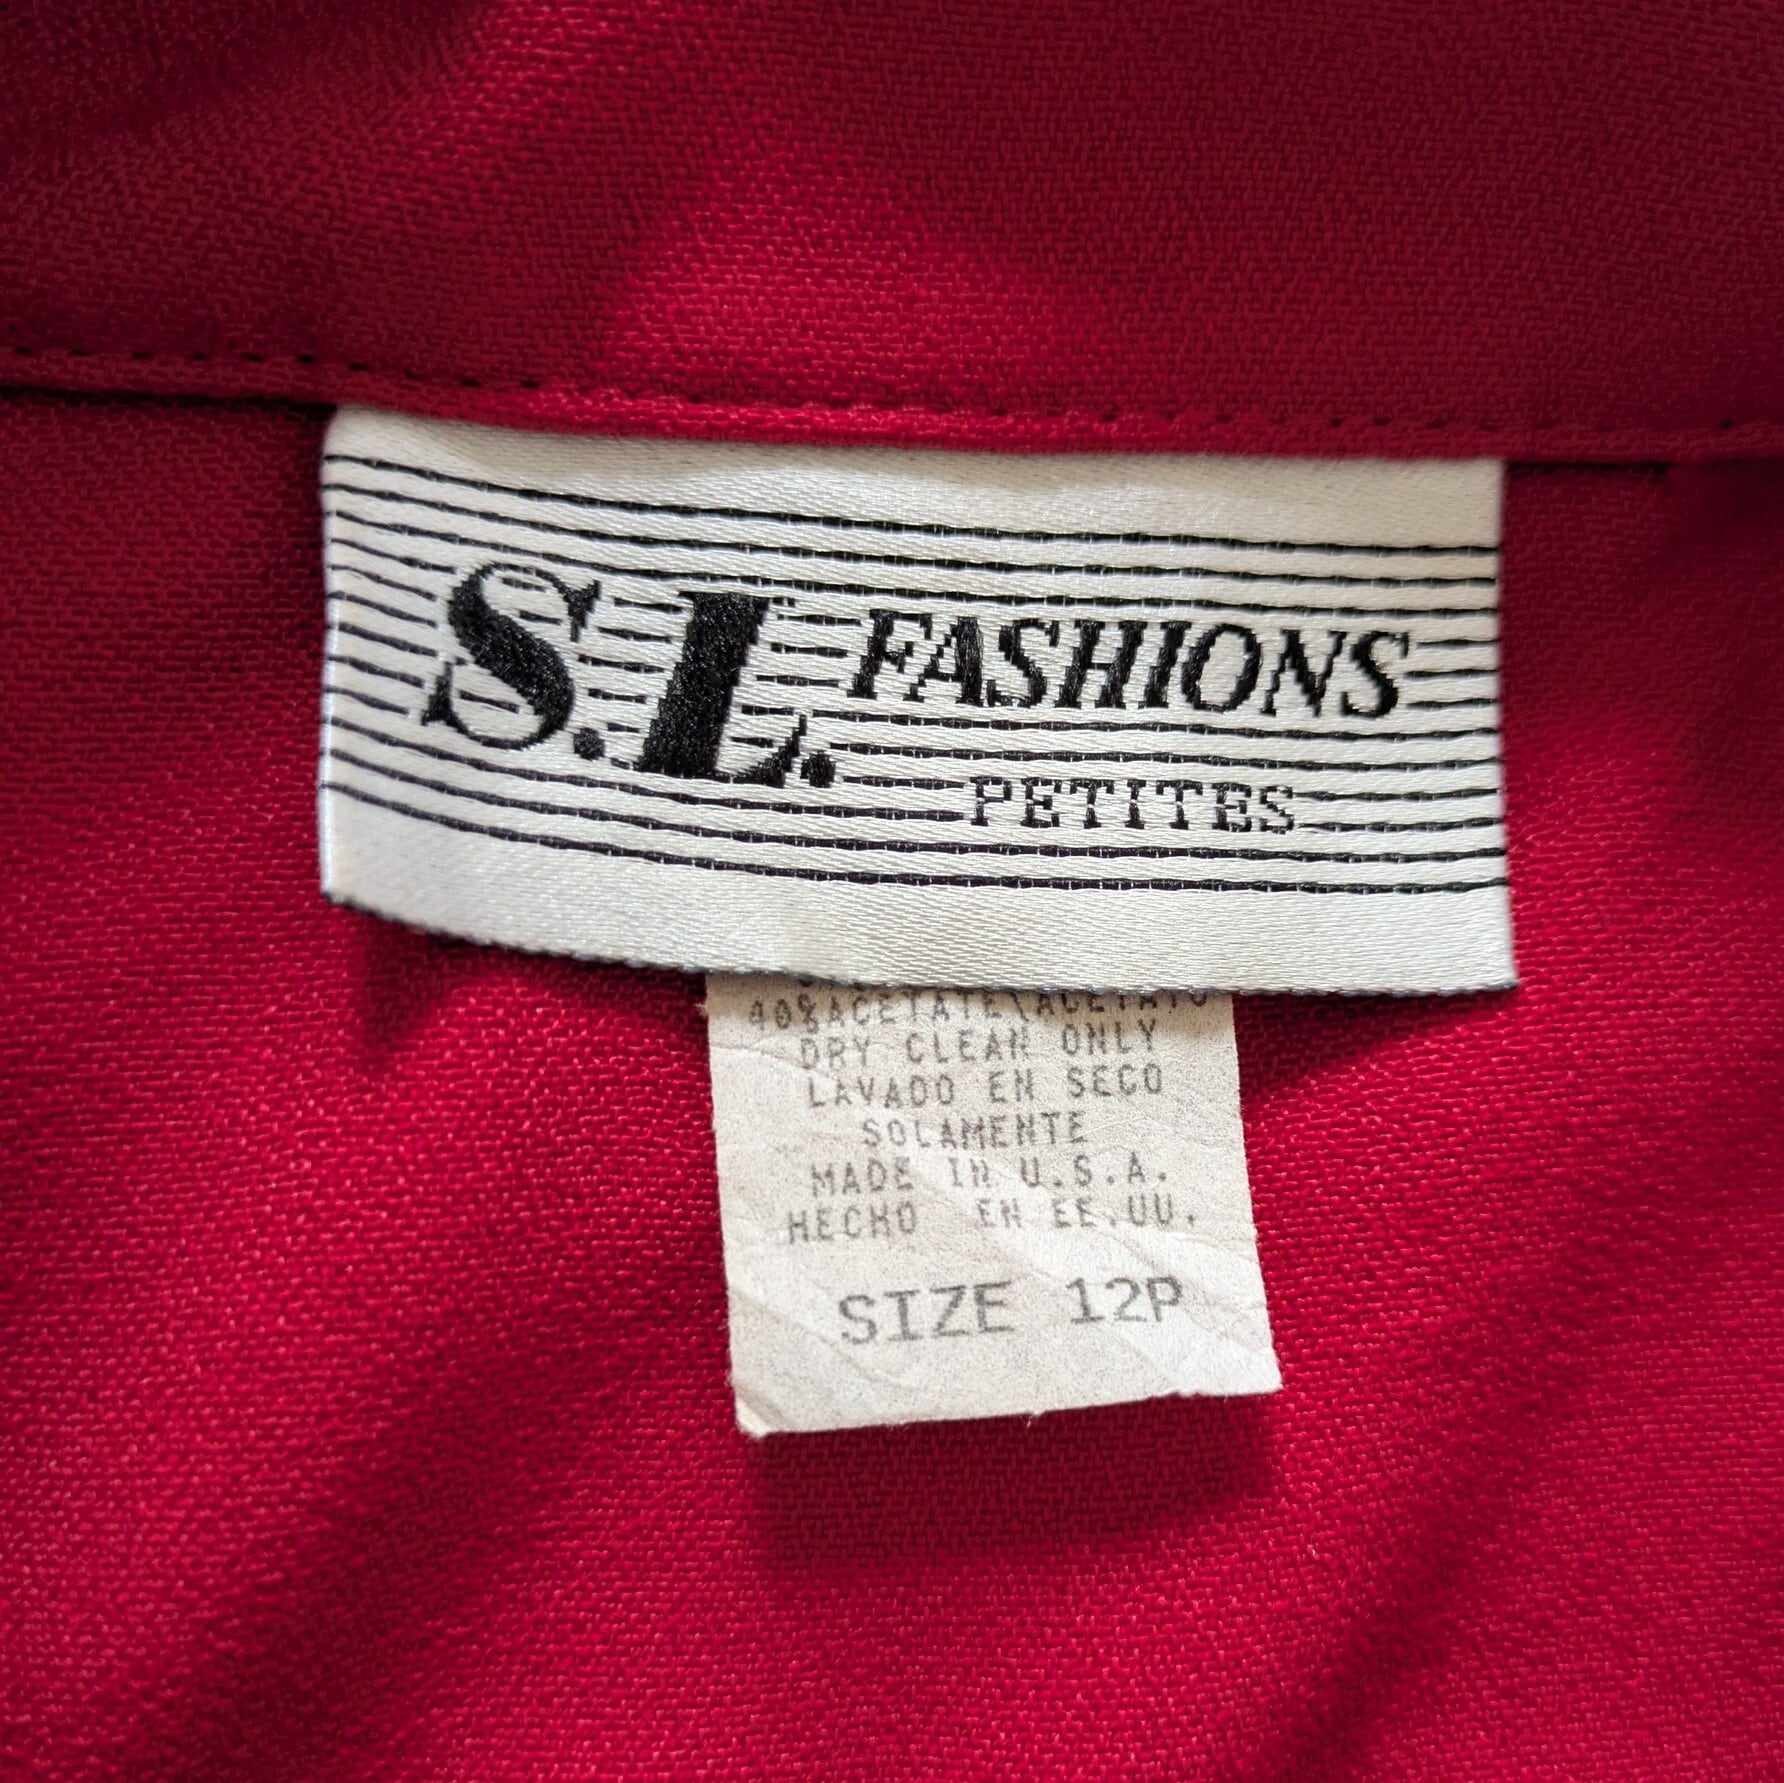 S.L. FASHIONS
PETITES
40%ACETATE\ACETATO
DRY CLEAN ONLY
LAVADO EN SECO
SOLAMENTE
MADE IN U.S.A.
HECHO EN EE.UU.
SIZE 12P